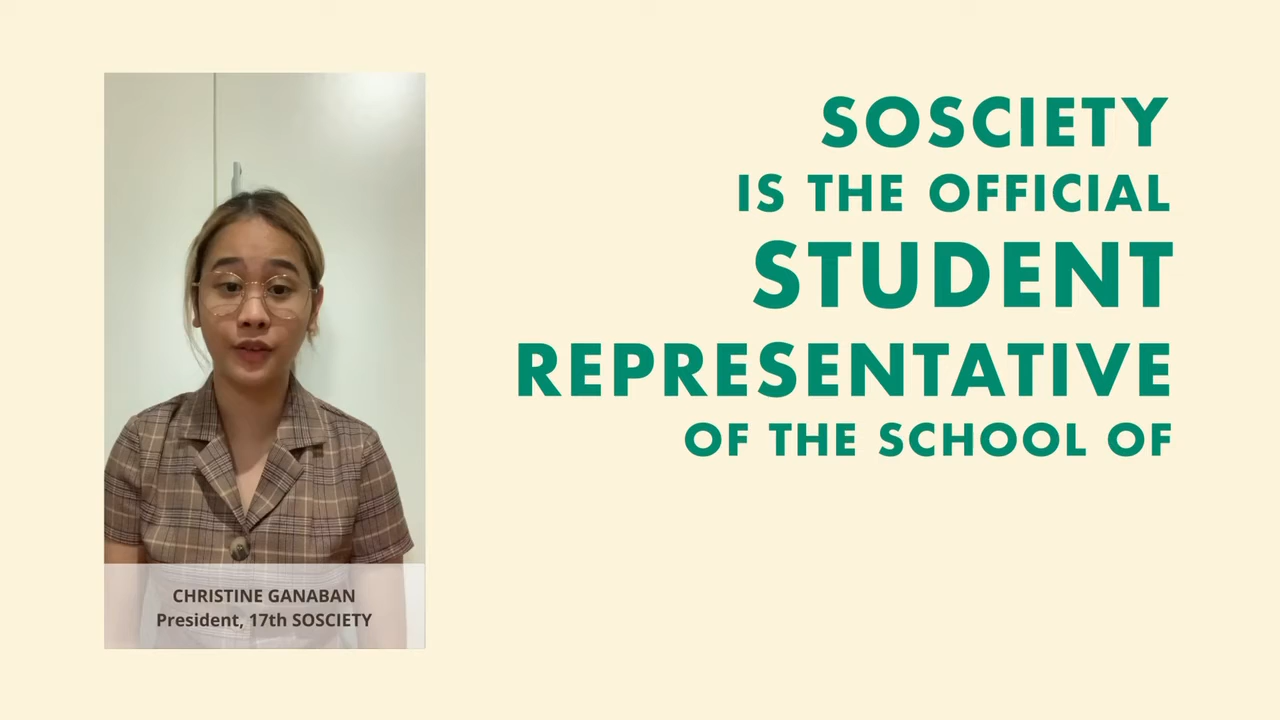 SOSCIETY
IS THE OFFICIAL
STUDENT
REPRESENTATIVE
OF THE SCHOOL OF
CHRISTINE GANABAN
President, 17th SOSCIETY